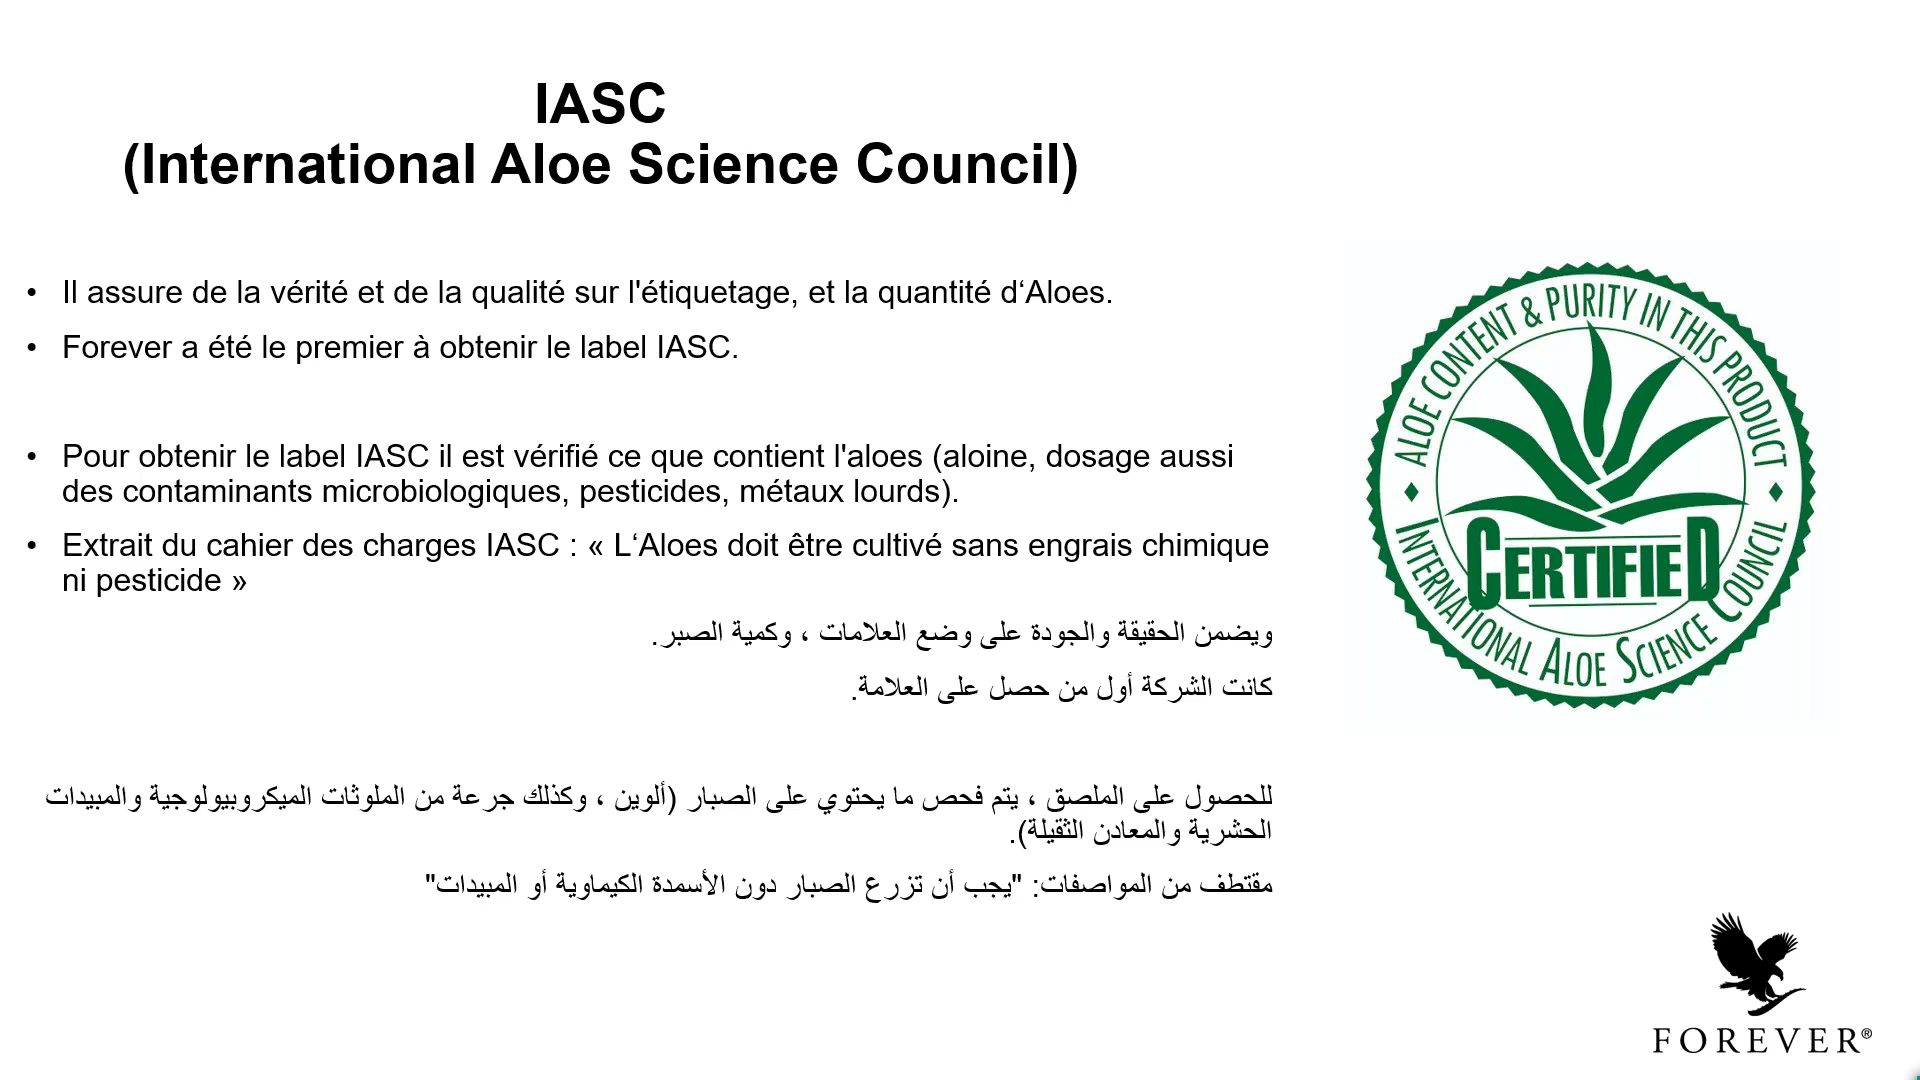 IASC
(International Aloe Science Council)
• Il assure de la vérité et de la qualité sur l'étiquetage, et la quantité d‘Aloes.
• Forever a été le premier à obtenir le label IASC.
• Pour obtenir le label IASC il est vérifié ce que contient l'aloes (aloine, dosage aussi
des contaminants microbiologiques, pesticides, métaux lourds).
• Extrait du cahier des charges IASC : « L‘Aloes doit être cultivé sans engrais chimique
ni pesticide »
ويضمن الحقيقة والجودة على وضع العلامات ، وكمية الصبر.
كانت الشركة أول من حصل على العلامة.
للحصول على الملصق ، يتم فحص ما يحتوي على الصبار (ألوين ، وكذلك جرعة من الملوثات الميكروبيولوجية والمبيدات
الحشرية والمعادن الثقيلة).
مقتطف من المواصفات: "يجب أن تزرع الصبار دون الأسمدة الكيماوية أو المبيدات"
ALOE CONTENT & PURITY IN THIS PRODUCT
CERTIFIED
INTERNATIONAL ALOE SCIENCE COUNCIL
FOREVER®